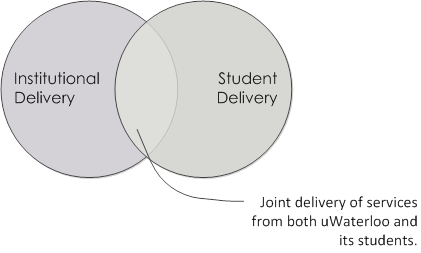 Institutional
Delivery
Student
Delivery
Joint delivery of services
from both uWaterloo and
its students.